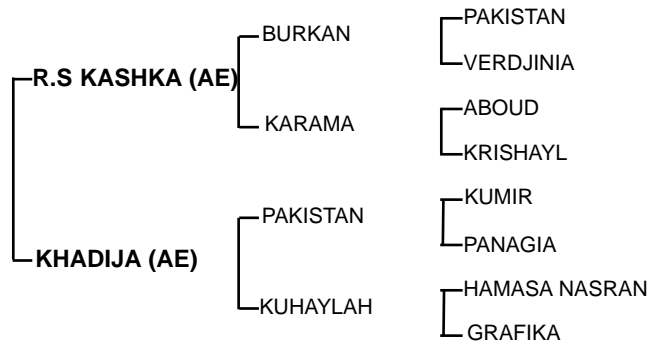 PAKISTAN
BURKAN
VERDJINIA
R.S KASHKA (AE)
ABOUD
KARAMA
KRISHAYL
KUMIR
PAKISTAN
PANAGIA
KHADIJA (AE)
HAMASA NASRAN
KUHAYLAH
GRAFIKA